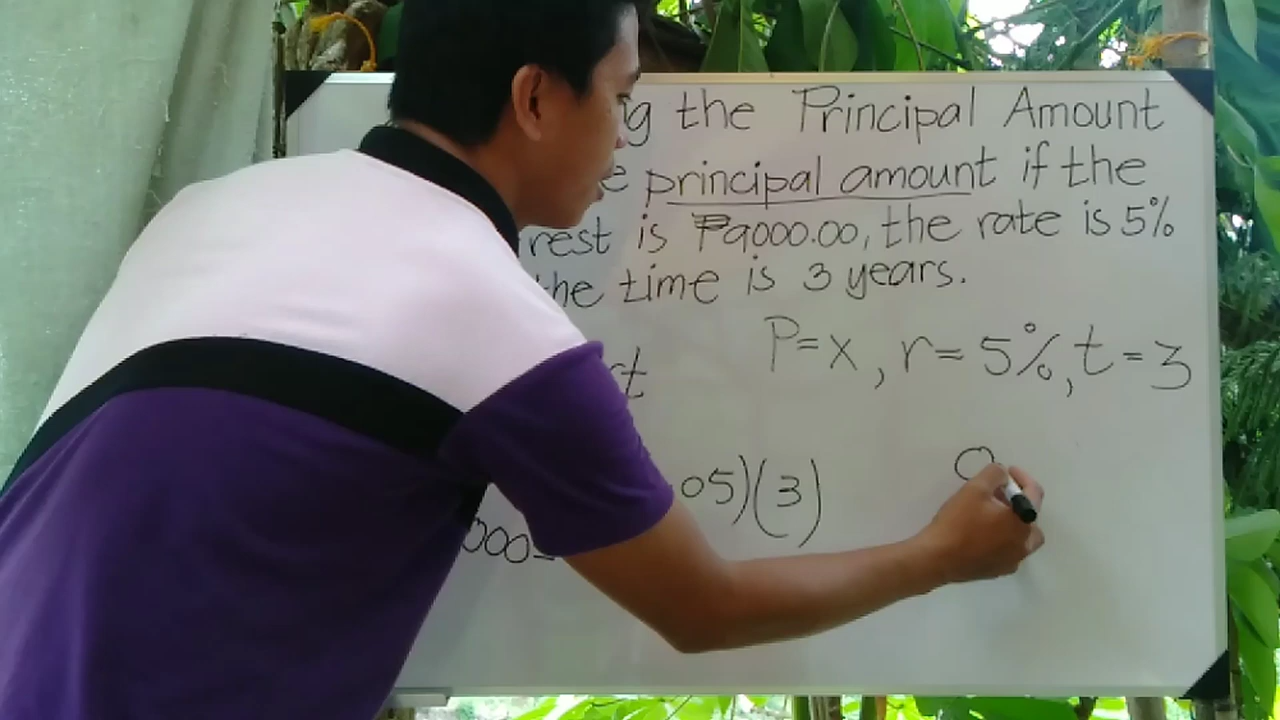 the Principal Amount
principal amount if the
is ₱9000.00, the rate is 5%
the time is 3 years.
P=x, r=5%, t=3
05)(3)
000=